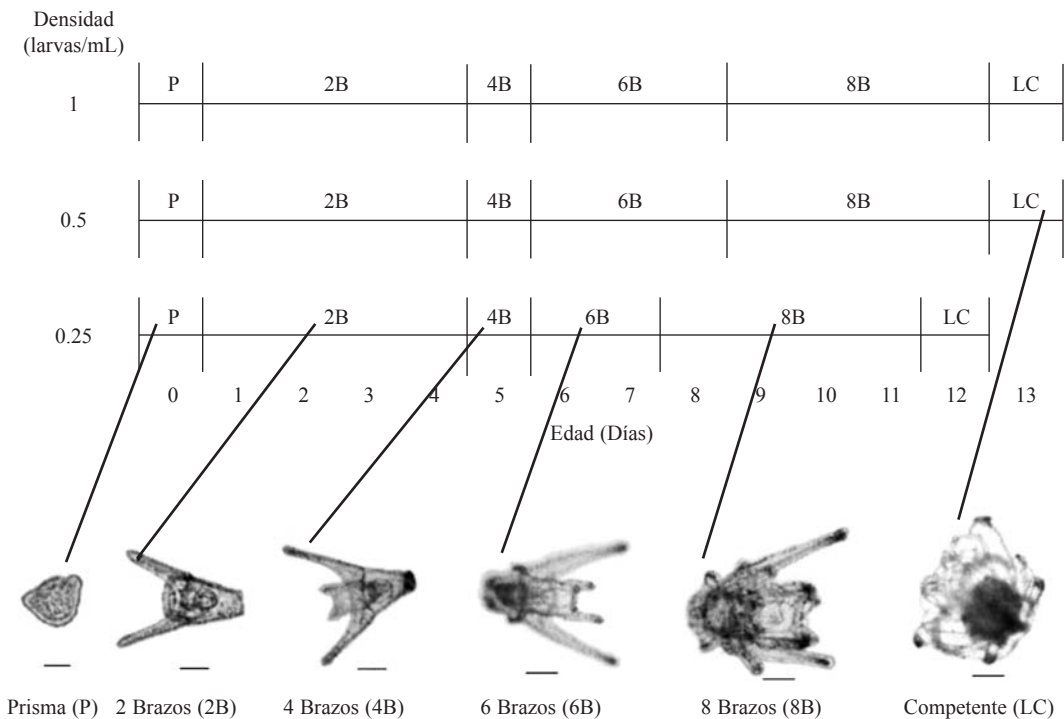 Densidad
(larvas/mL)
P 2B 4B 6B 8B LC
1
P 2B 4B 6B 8B LC
0.5
P 2B 4B 6B 8B LC
0.25
0 1 2 3 4 5 6 7 8 9 10 11 12 13
Edad (Días)
Prisma (P) 2 Brazos (2B) 4 Brazos (4B) 6 Brazos (6B) 8 Brazos (8B) Competente (LC)